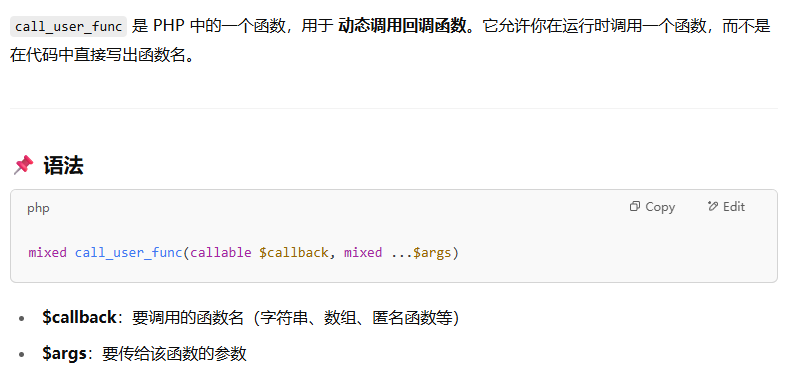 call_user_func 是 PHP 中的一个函数，用于 动态调用回调函数。它允许你在运行时调用一个函数，而不是
在代码中直接写出函数名。
语法
php
Copy
Edit
mixed call_user_func(callable $callback, mixed ...$args)
$callback：要调用的函数名（字符串、数组、匿名函数等）
$args：要传给该函数的参数